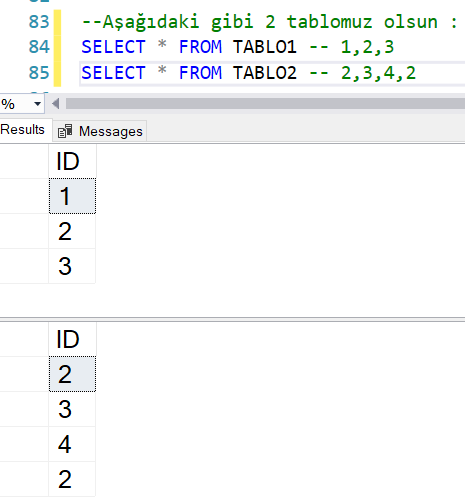 83 --Aşağıdaki gibi 2 tablomuz olsun :
84 SELECT * FROM TABLO1 -- 1,2,3
85 SELECT * FROM TABLO2 -- 2,3,4,2
%
Results Messages
ID
1
2
3
ID
2
3
4
2